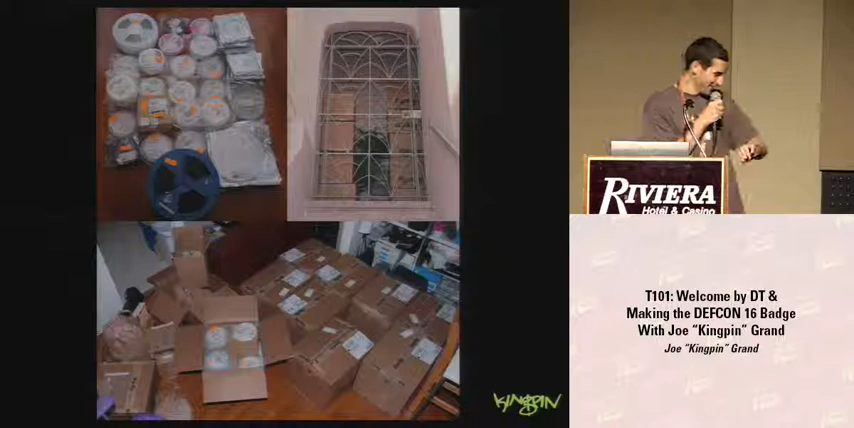 RIVIERA
Hotel & Casino
T101: Welcome by DT &
Making the DEFCON 16 Badge
With Joe “Kingpin” Grand
Joe “Kingpin” Grand
KINGPIN